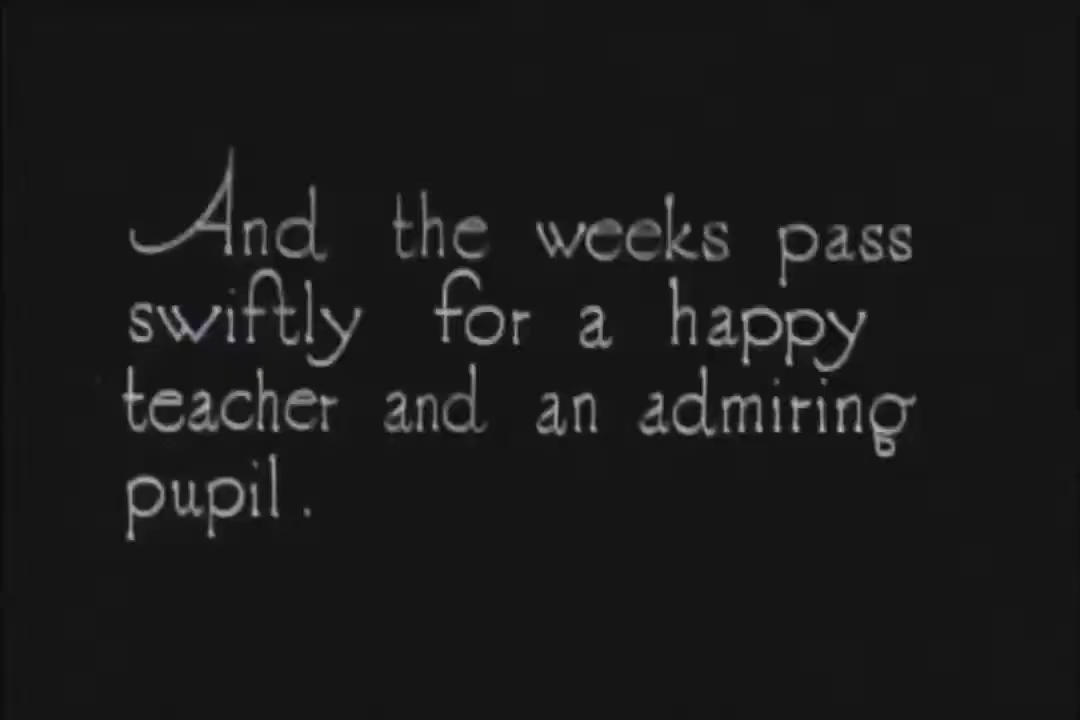 And the weeks pass
swiftly for a happy
teacher and an admiring
pupil.